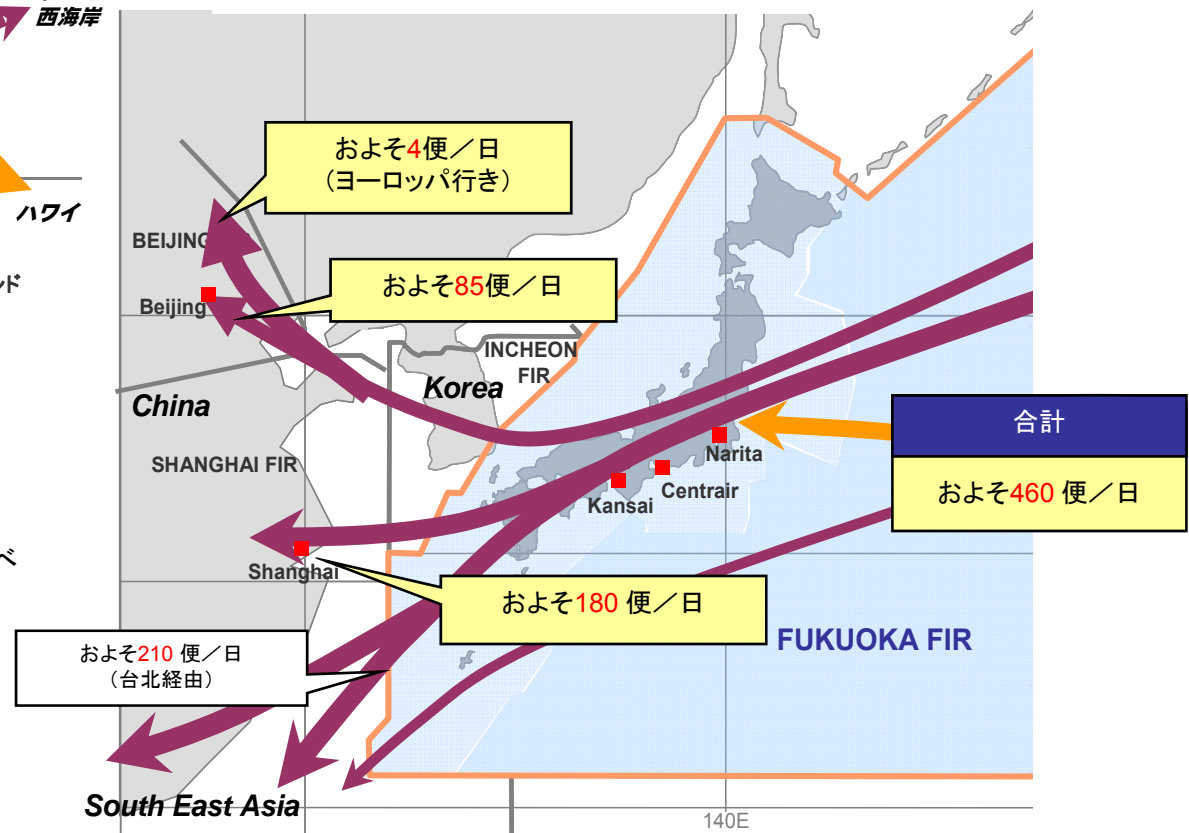 西海岸
ハワイ
ンド
ベ
およそ4便／日
（ヨーロッパ行き）
BEIJING
およそ85便／日
Beijing
INCHEON
FIR
Korea
China
合計
およそ460 便／日
SHANGHAI FIR
Narita
Centrair
Kansai
Shanghai
およそ180 便／日
FUKUOKA FIR
およそ210 便／日
（台北経由）
South East Asia
140E